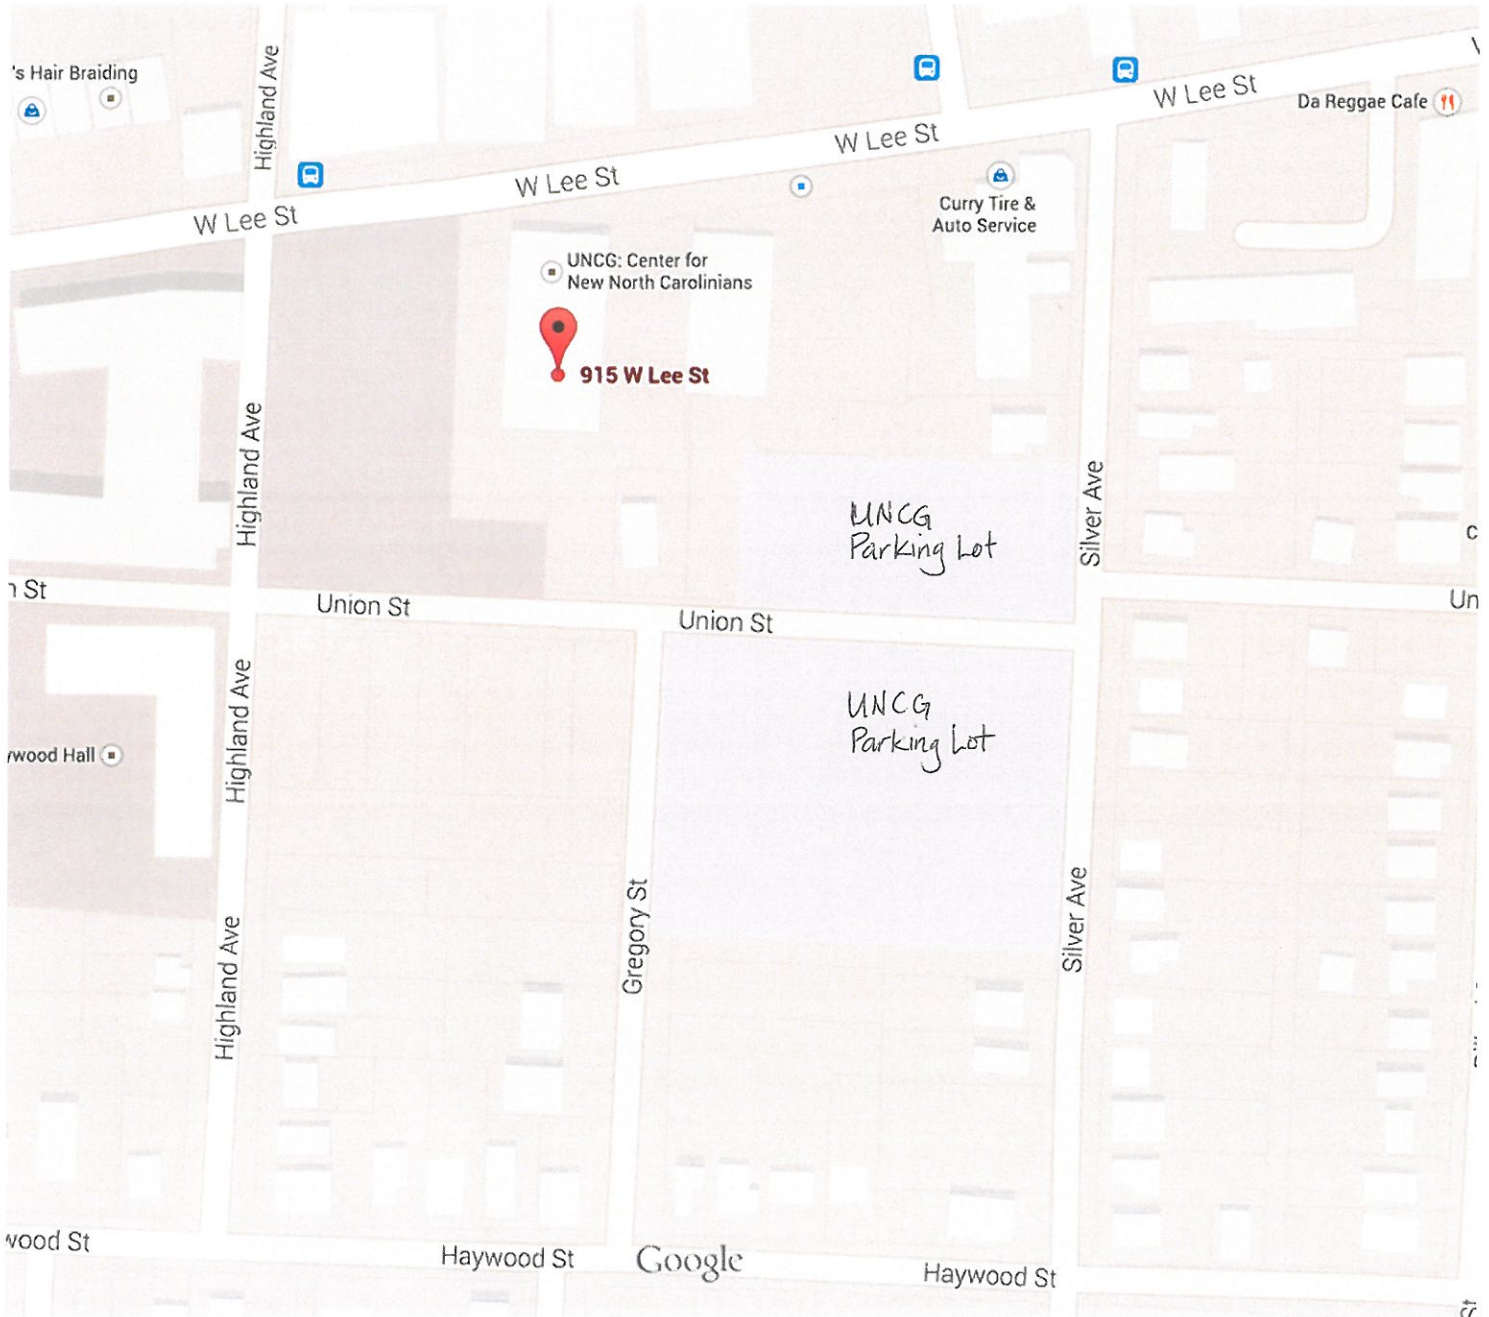 's Hair Braiding
Highland Ave
W Lee St
Da Reggae Cafe
W Lee St
W Lee St
W Lee St
Curry Tire &
Auto Service
UNCG: Center for
New North Carolinians
915 W Lee St
Highland Ave
Silver Ave
UNCG
Parking Lot
n St
Union St
Union St
Un
UNCG
Parking Lot
Highland Ave
ywood Hall
Gregory St
Silver Ave
Highland Ave
wood St
Haywood St
Google
Haywood St
St